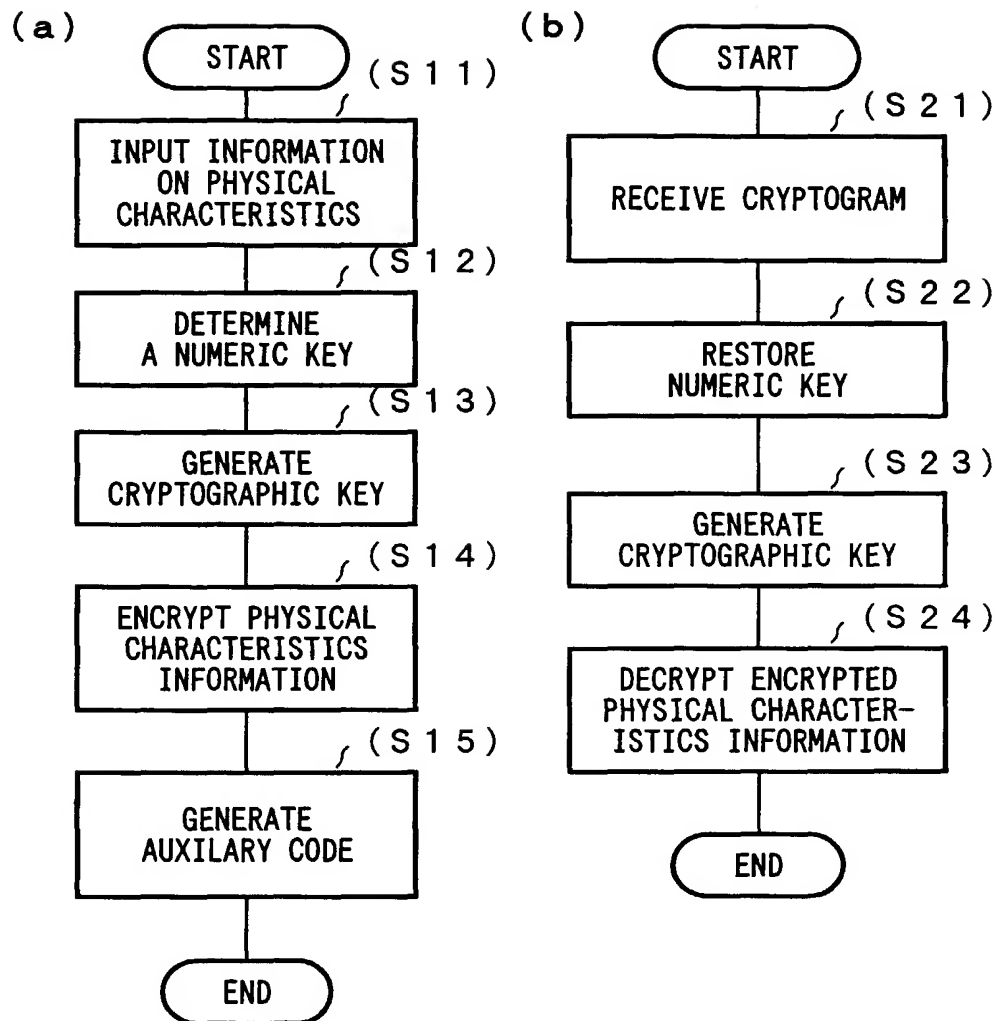 (a)
START
(S11)
INPUT INFORMATION
ON PHYSICAL
CHARACTERISTICS
(S12)
DETERMINE
A NUMERIC KEY
(S13)
GENERATE
CRYPTOGRAPHIC KEY
(S14)
ENCRYPT PHYSICAL
CHARACTERISTICS
INFORMATION
(S15)
GENERATE
AUXILARY CODE
END
(b)
START
(S21)
RECEIVE CRYPTOGRAM
(S22)
RESTORE
NUMERIC KEY
(S23)
GENERATE
CRYPTOGRAPHIC KEY
(S24)
DECRYPT ENCRYPTED
PHYSICAL CHARACTER-
ISTICS INFORMATION
END